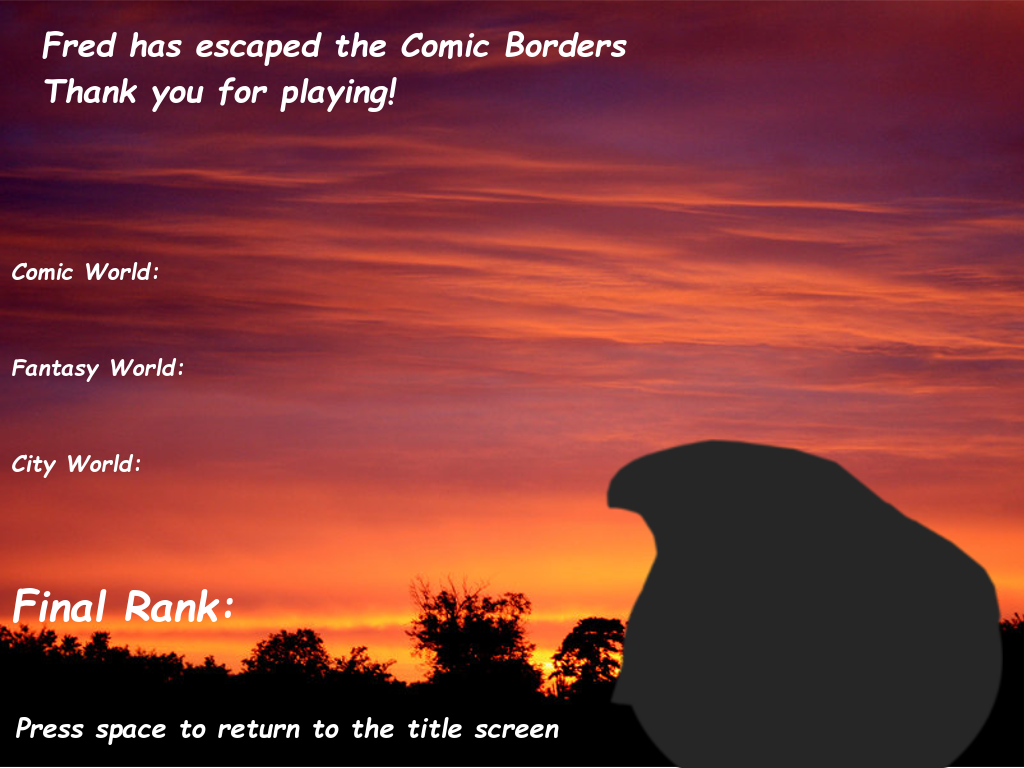 Fred has escaped the Comic Borders
Thank you for playing!
Comic World:
Fantasy World:
City World:
Final Rank:
Press space to return to the title screen